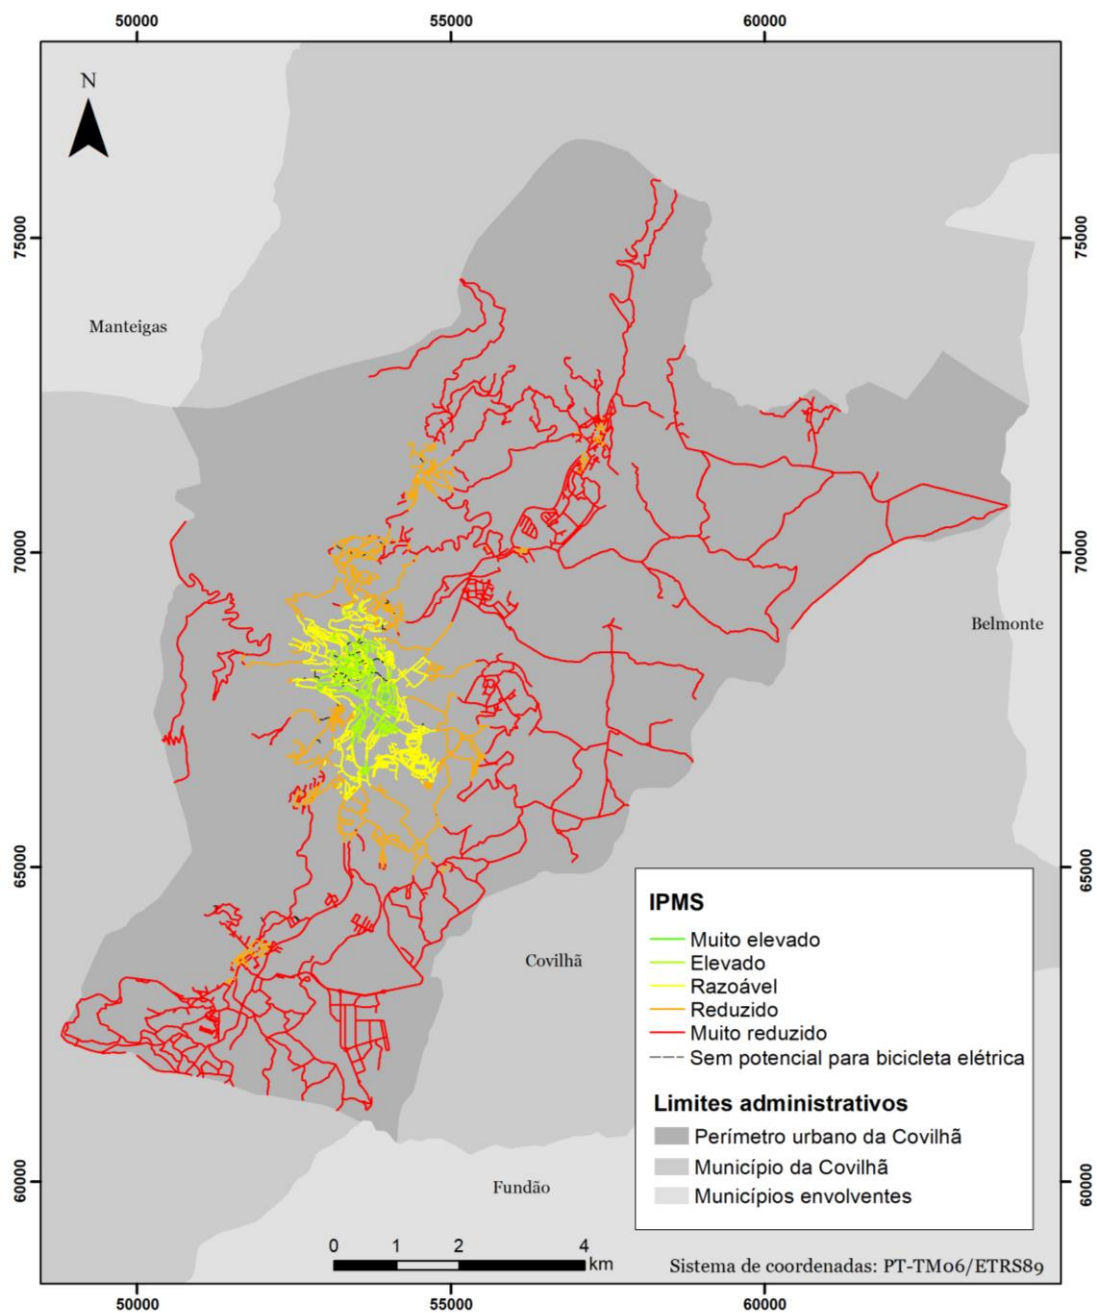 50000 55000 60000
N
75000 75000
Manteigas
70000 70000
Belmonte
65000 65000
IPMS
Muito elevado
Elevado
Razoável
Reduzido
Muito reduzido
Sem potencial para bicicleta elétrica
Limites administrativos
Perímetro urbano da Covilhã
Município da Covilhã
Municípios envolventes
Covilhã
60000 60000
Fundão
0 1 2 4
km
Sistema de coordenadas: PT-TM06/ETRS89
50000 55000 60000